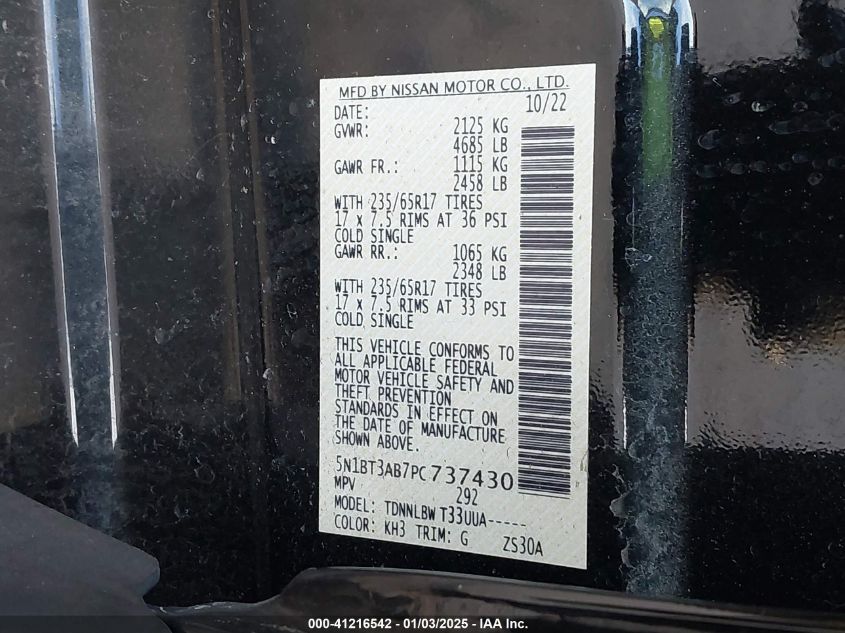 MFD BY NISSAN MOTOR CO., LTD.
DATE: 10/22
GVWR: 2125 KG
4685 LB
GAWR FR.: 1115 KG
2458 LB
WITH 235/65R17 TIRES
17 x 7.5 RIMS AT 36 PSI
COLD SINGLE
GAWR RR.: 1065 KG
2348 LB
WITH 235/65R17 TIRES
17 x 7.5 RIMS AT 33 PSI
COLD SINGLE
THIS VEHICLE CONFORMS TO
ALL APPLICABLE FEDERAL
MOTOR VEHICLE SAFETY AND
THEFT PREVENTION
STANDARDS IN EFFECT ON
THE DATE OF MANUFACTURE
SHOWN ABOVE.
5N1BT3AB7PC737430
MPV 292
MODEL: TDNNLBW T33UUA-----
COLOR: KH3 TRIM: G ZS30A
000-41216542 - 01/03/2025 - IAA Inc.